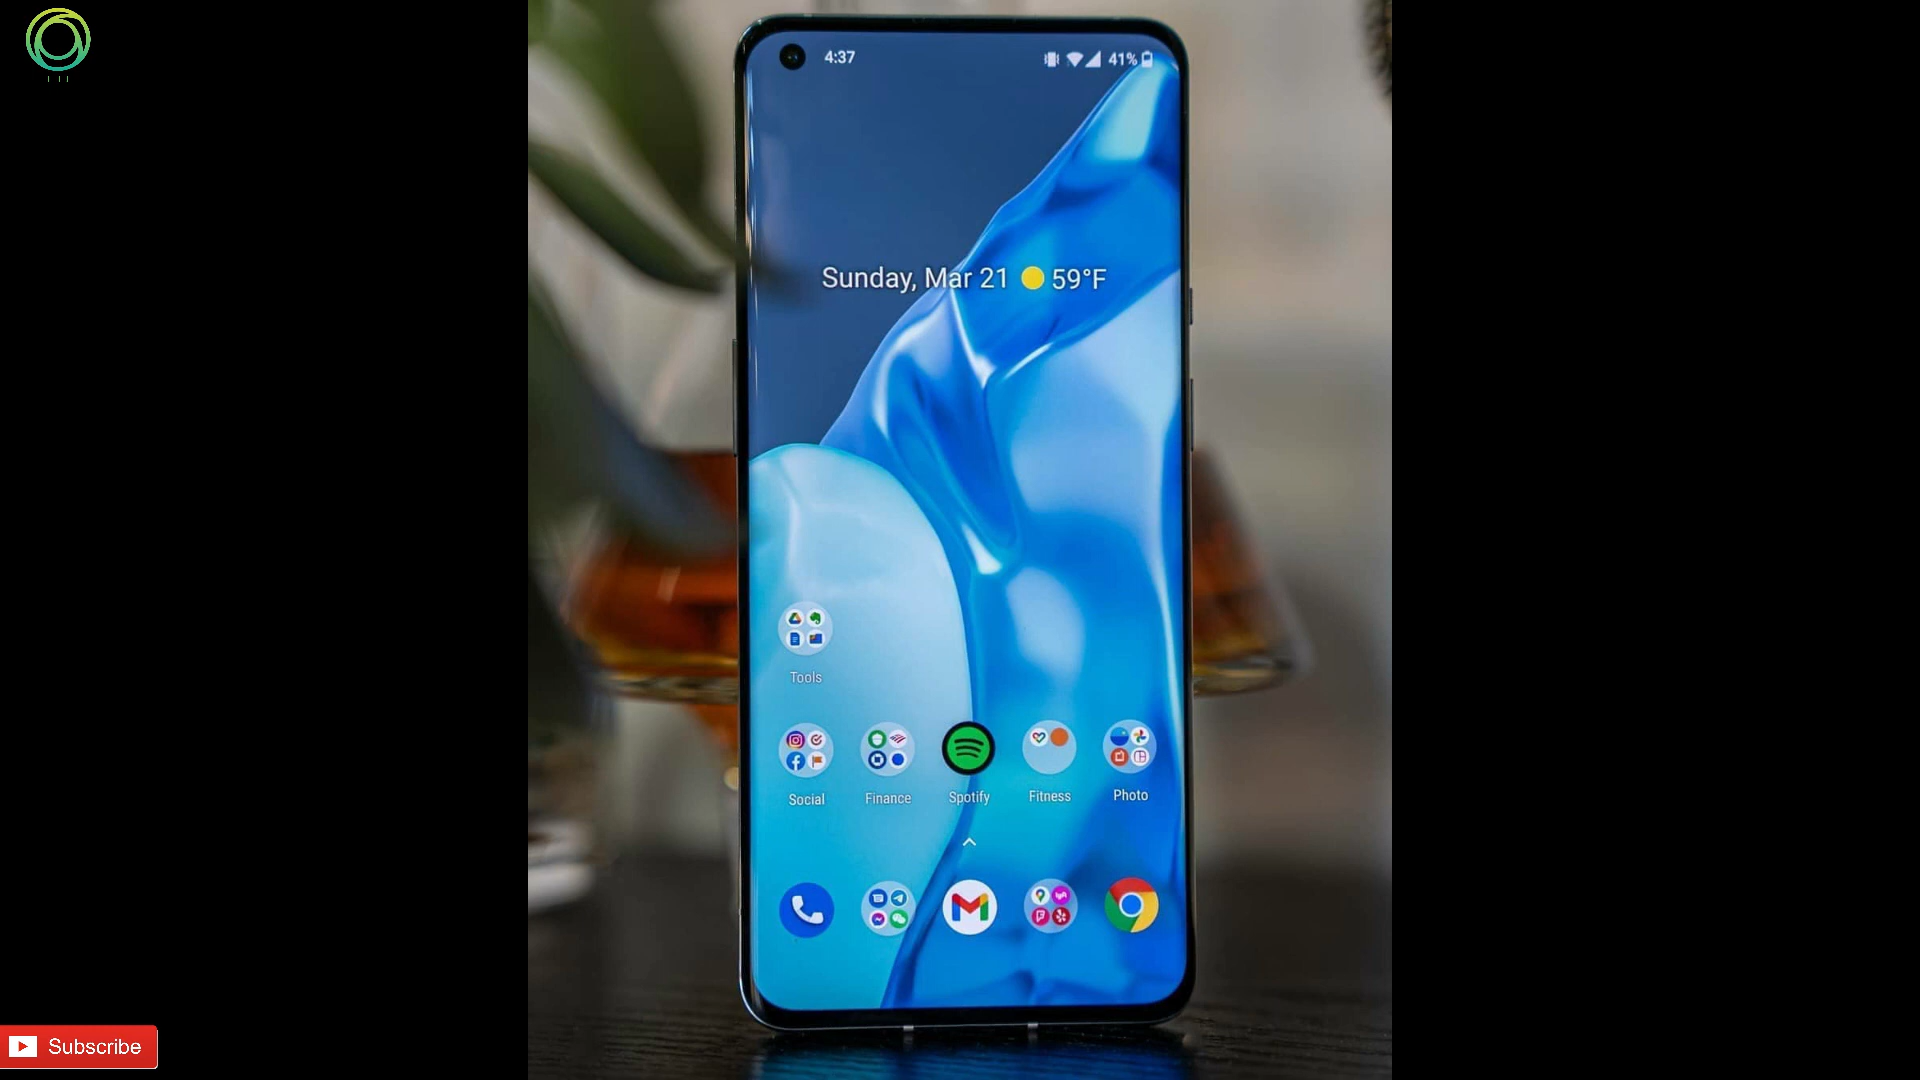 4:37
41%
Sunday, Mar 21 59°F
Tools
Social Finance Spotify Fitness Photo
Subscribe